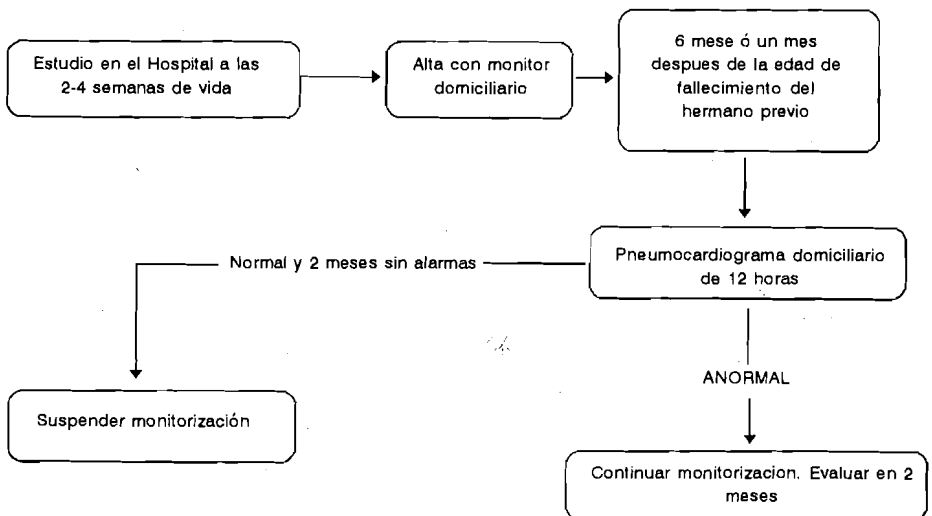 Estudio en el Hospital a las
2-4 semanas de vida
Alta con monitor
domiciliario
6 mese ó un mes
despues de la edad de
fallecimiento del
hermano previo
Pneumocardiograma domiciliario
de 12 horas
Normal y 2 meses sin alarmas
ANORMAL
Suspender monitorización
Continuar monitorizacion. Evaluar en 2
meses